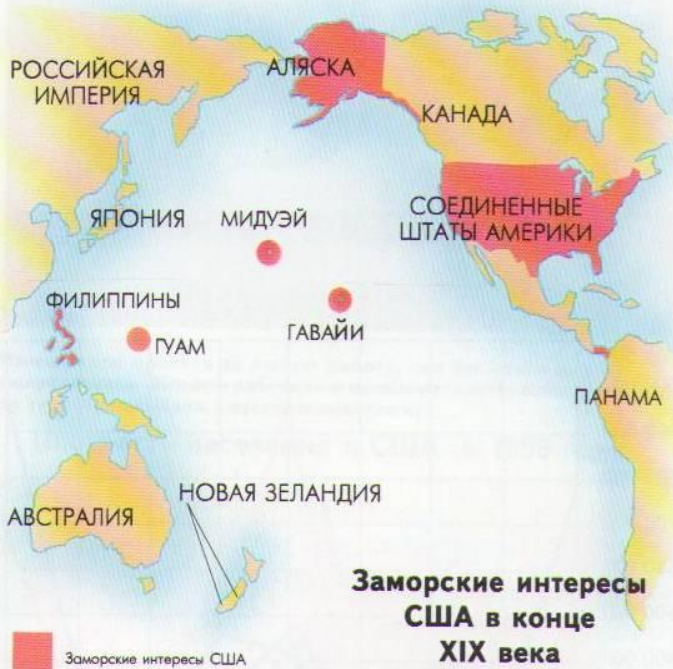 РОССИЙСКАЯ
ИМПЕРИЯ
АЛЯСКА
КАНАДА
ЯПОНИЯ
МИДУЭЙ
СОЕДИНЕННЫЕ
ШТАТЫ АМЕРИКИ
ФИЛИППИНЫ
ГУАМ
ГАВАЙИ
ПАНАМА
АВСТРАЛИЯ
НОВАЯ ЗЕЛАНДИЯ
Заморские интересы
США в конце
XIX века
Заморские интересы США